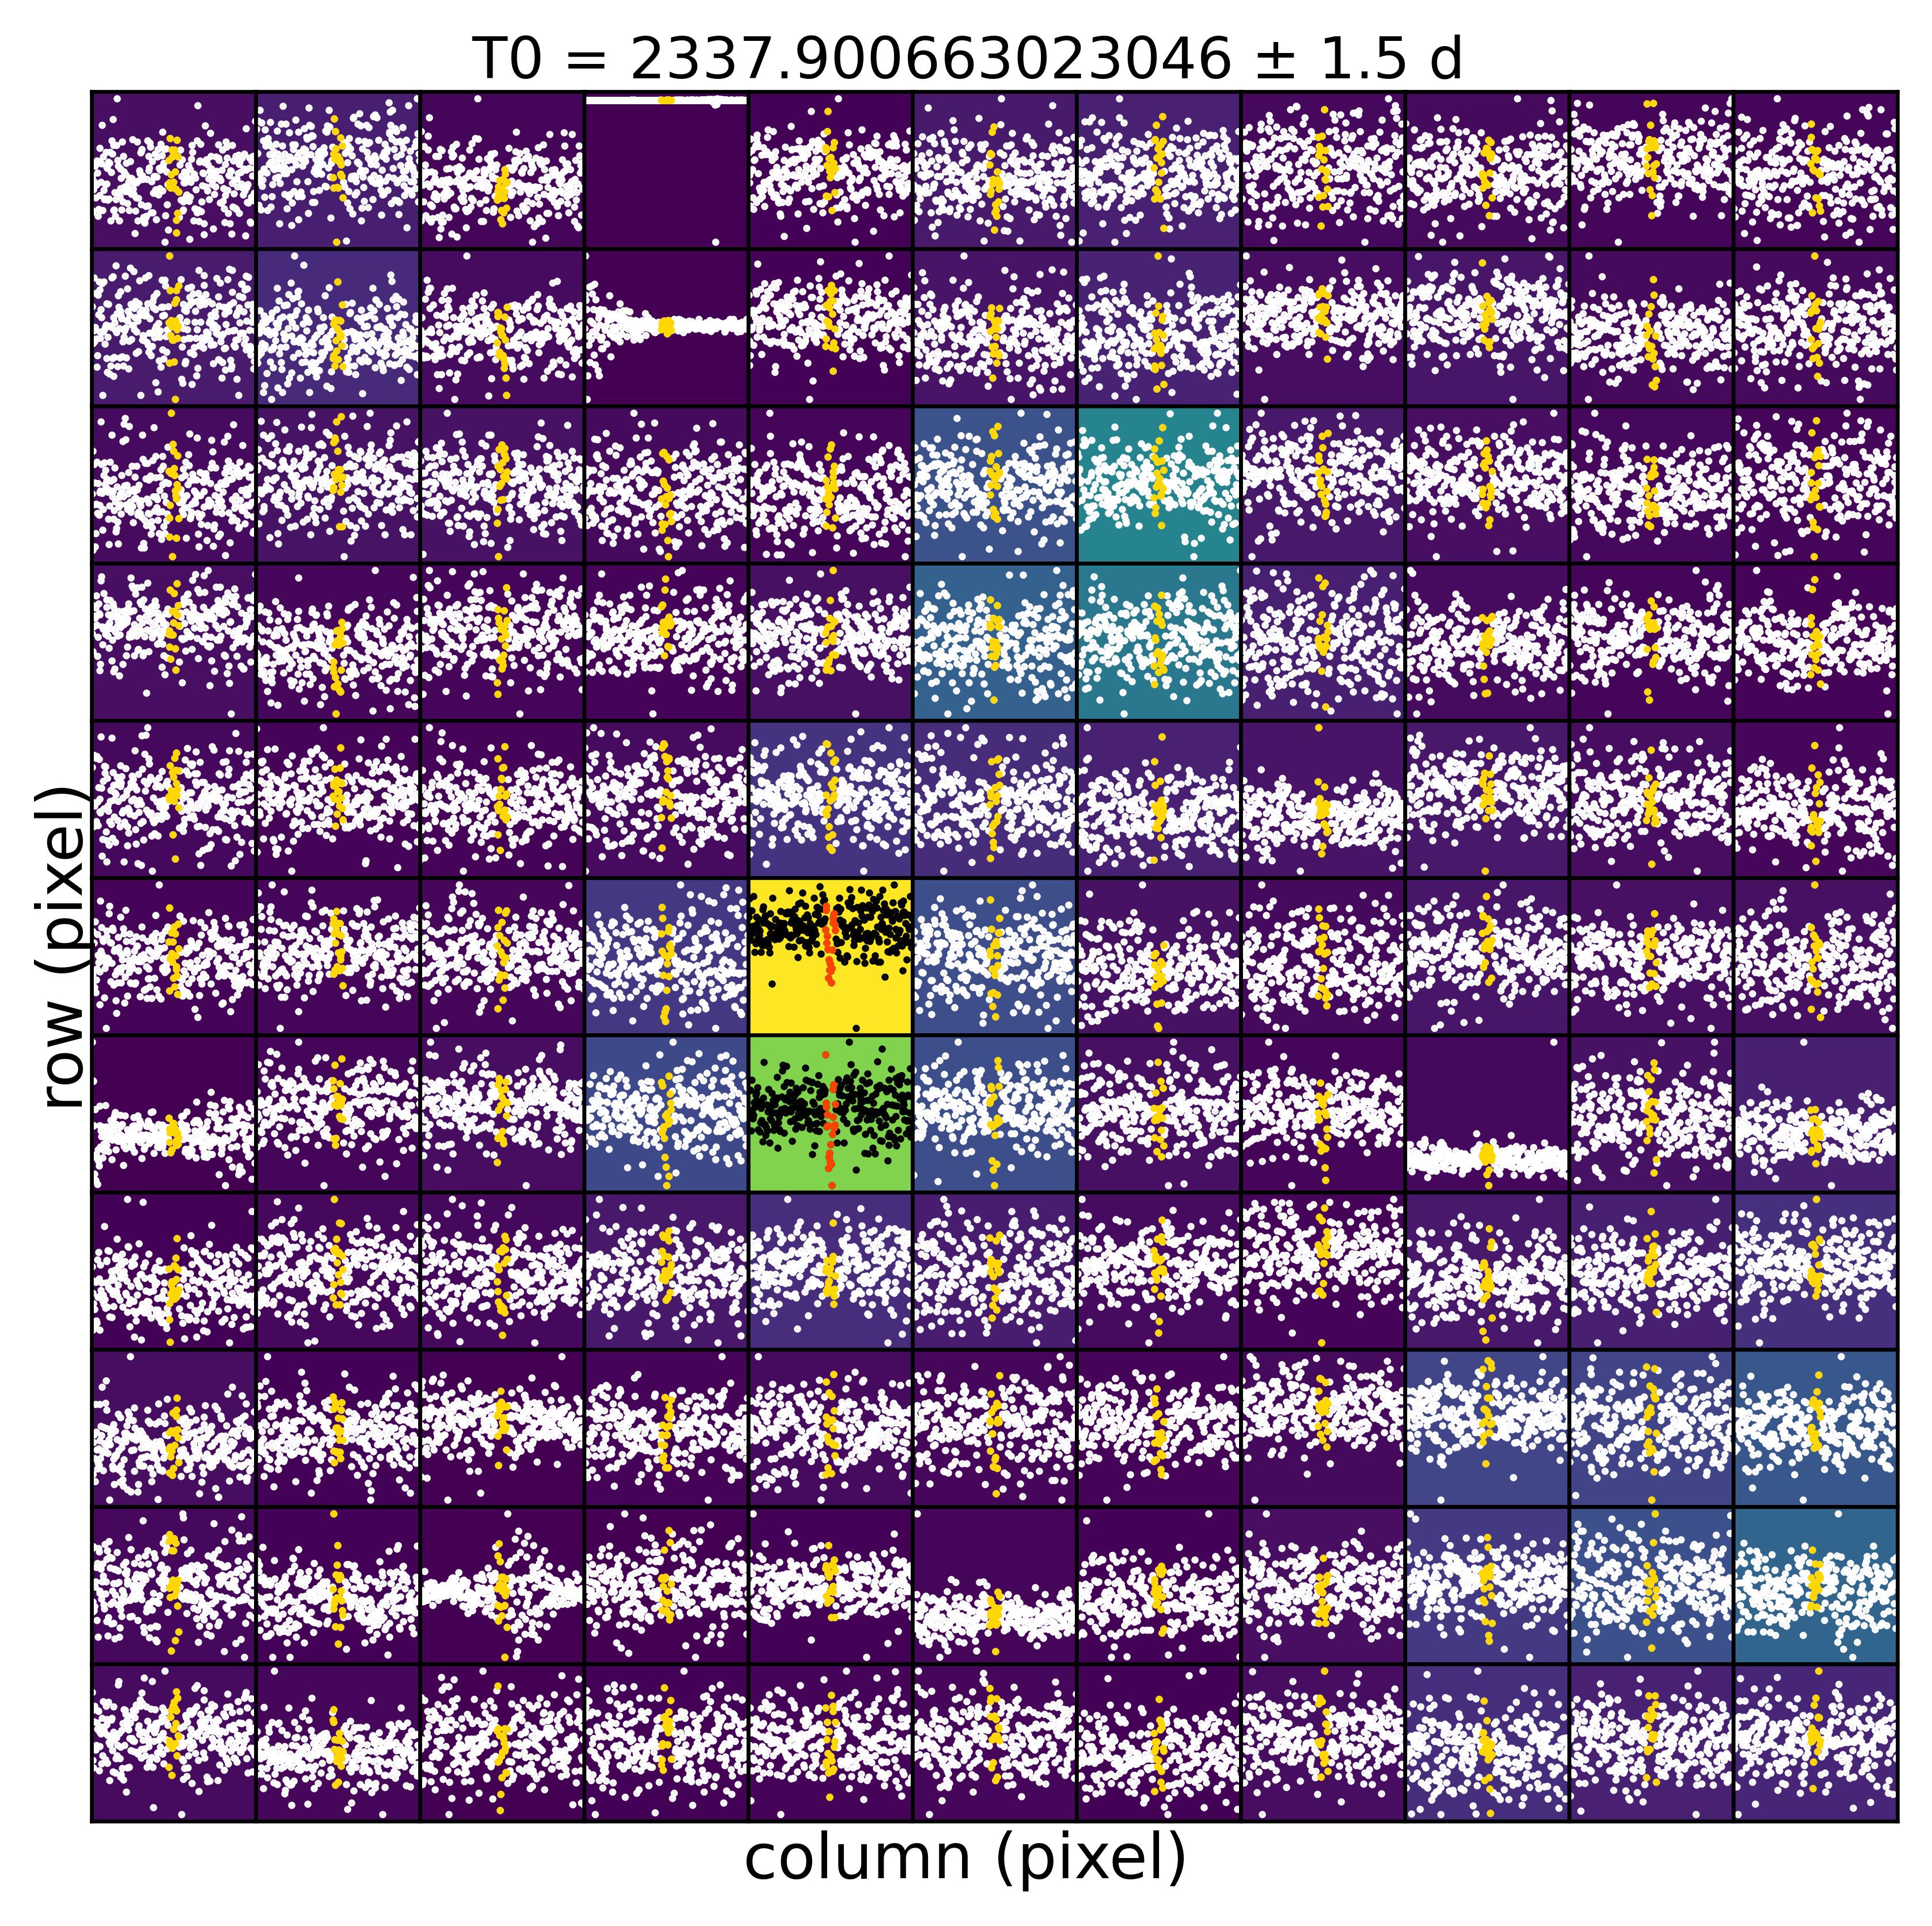 T0 = 2337.900663023046 ± 1.5 d
row (pixel)
column (pixel)